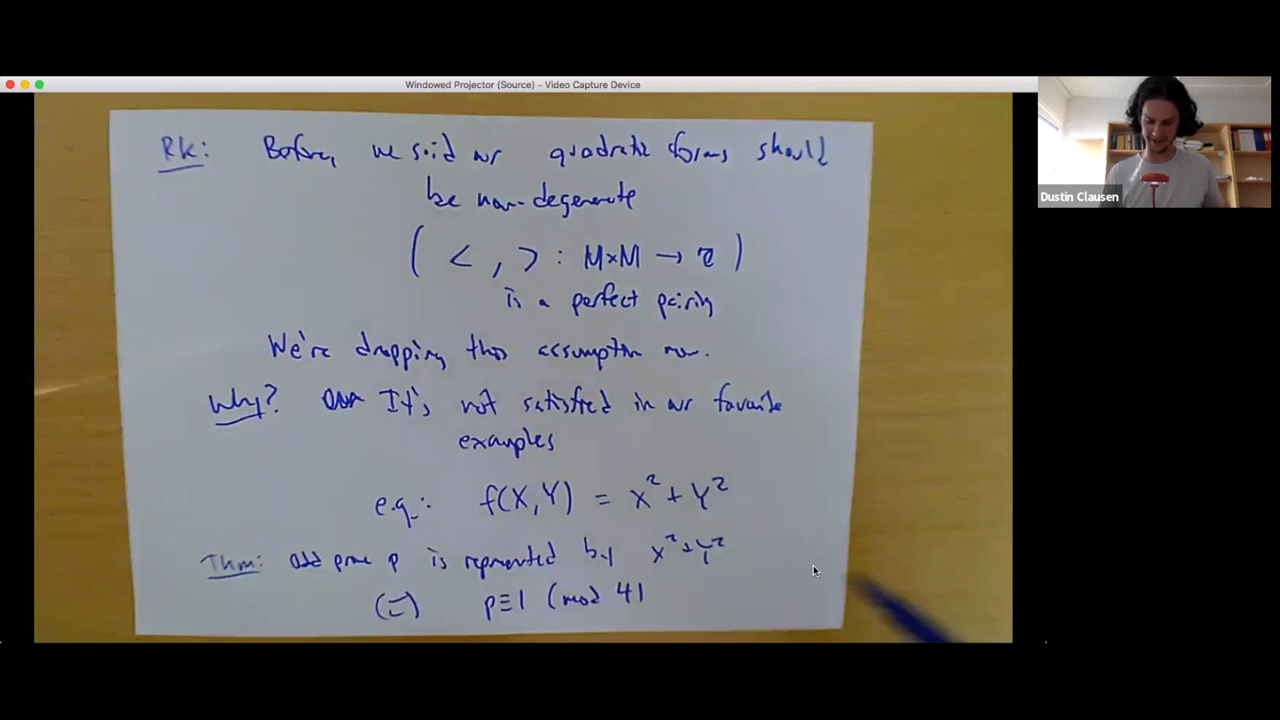 Windowed Projector (Source) - Video Capture Device
Dustin Clausen
Rk: Before, we said our quadratic forms should
be non-degenerate
( < , > : M×M → Z )
is a perfect pairing
We're dropping this assumption now.
Why? It's not satisfied in our favorite
examples
e.g.: f(X,Y) = X² + Y²
Thm: odd prime p is represented by X²+Y²
p≡1 (mod 4)